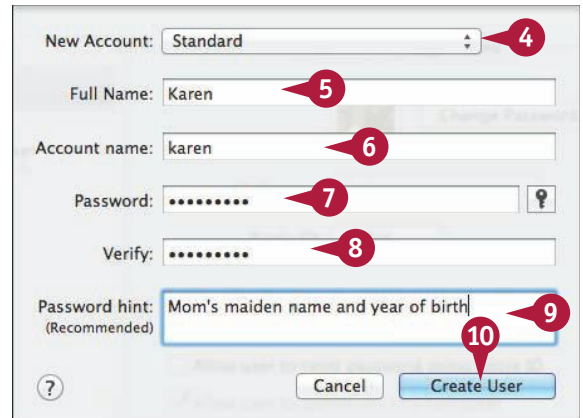 New Account: Standard 4
Full Name: Karen 5
Account name: karen 6
Password: ••••••••• 7
Verify: ••••••••• 8
Password hint: Mom's maiden name and year of birth 9
(Recommended)
10
? Cancel Create User